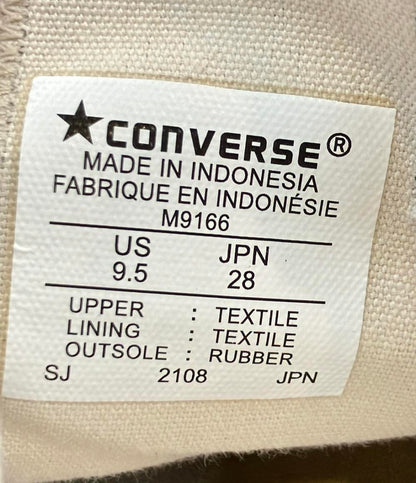 ★CONVERSE®
MADE IN INDONESIA
FABRIQUE EN INDONÉSIE
M9166
US JPN
9.5 28
UPPER : TEXTILE
LINING : TEXTILE
OUTSOLE : RUBBER
SJ 2108 JPN